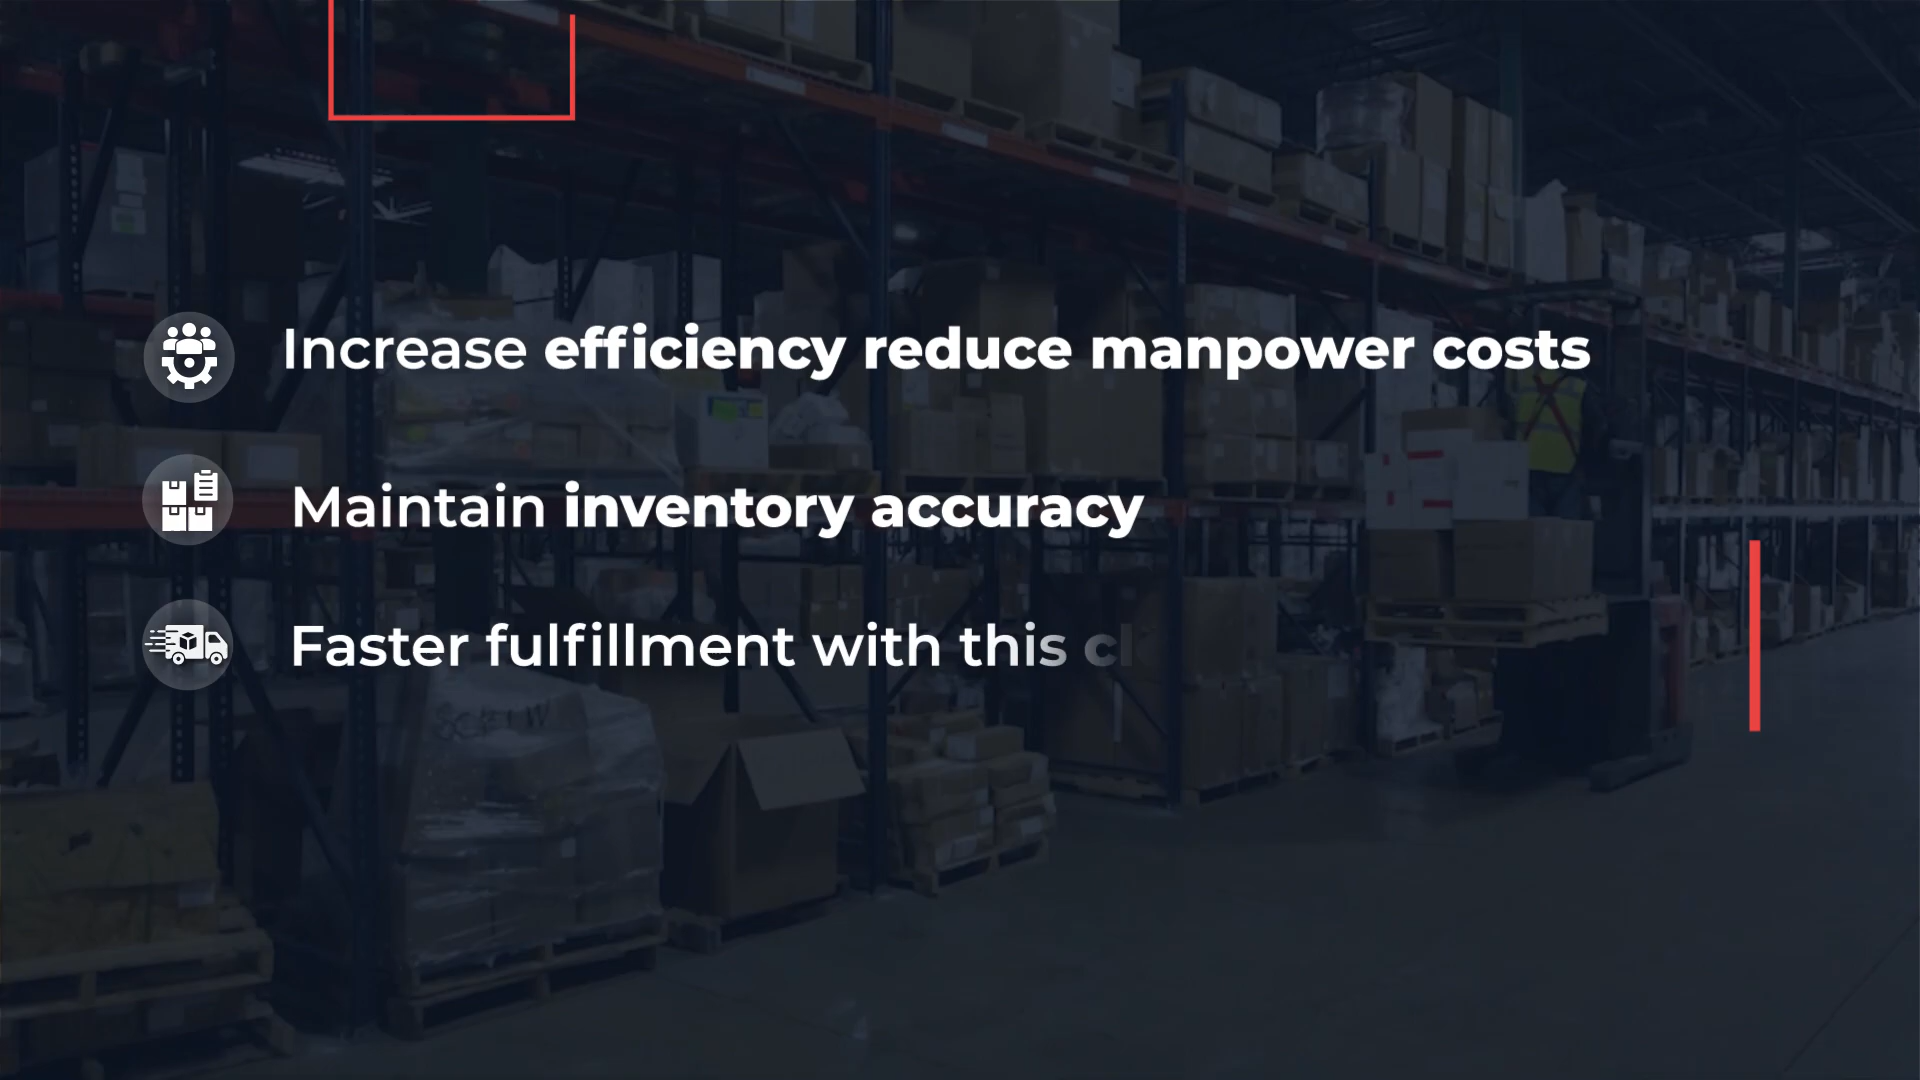 Increase efficiency reduce manpower costs
Maintain inventory accuracy
Faster fulfillment with this